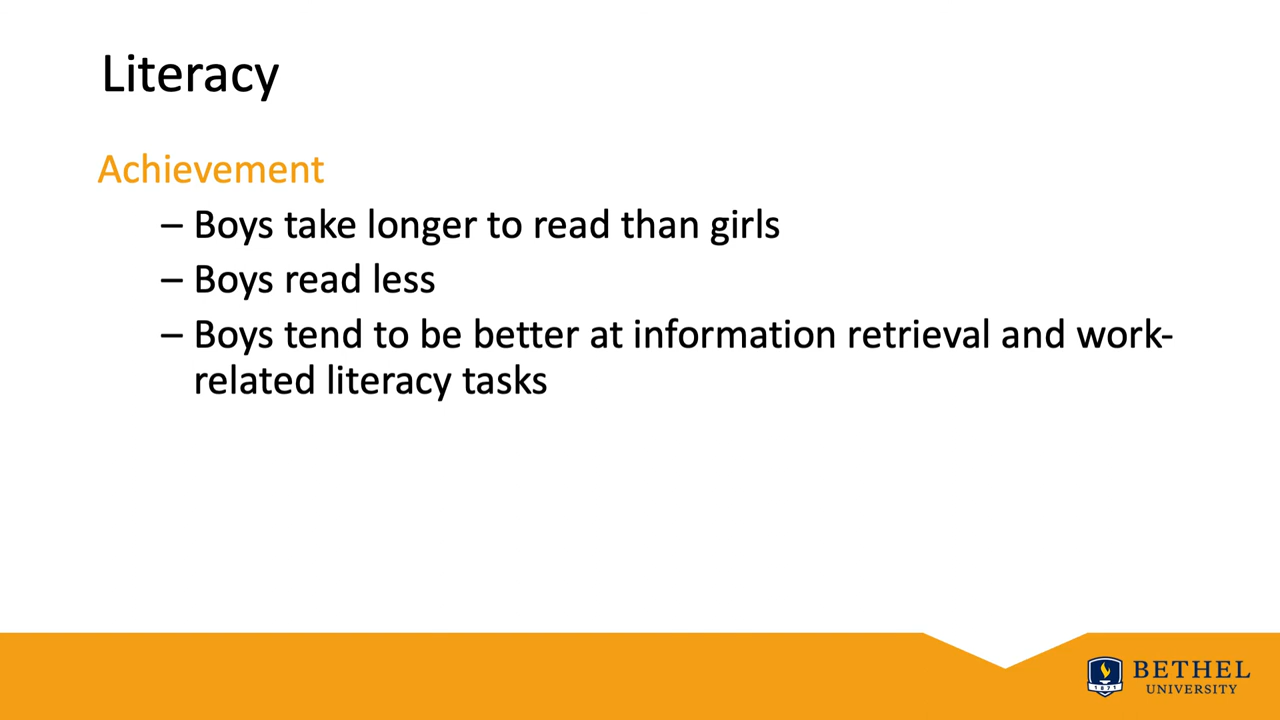 Literacy
Achievement
– Boys take longer to read than girls
– Boys read less
– Boys tend to be better at information retrieval and work-
related literacy tasks
1871
BETHEL
UNIVERSITY